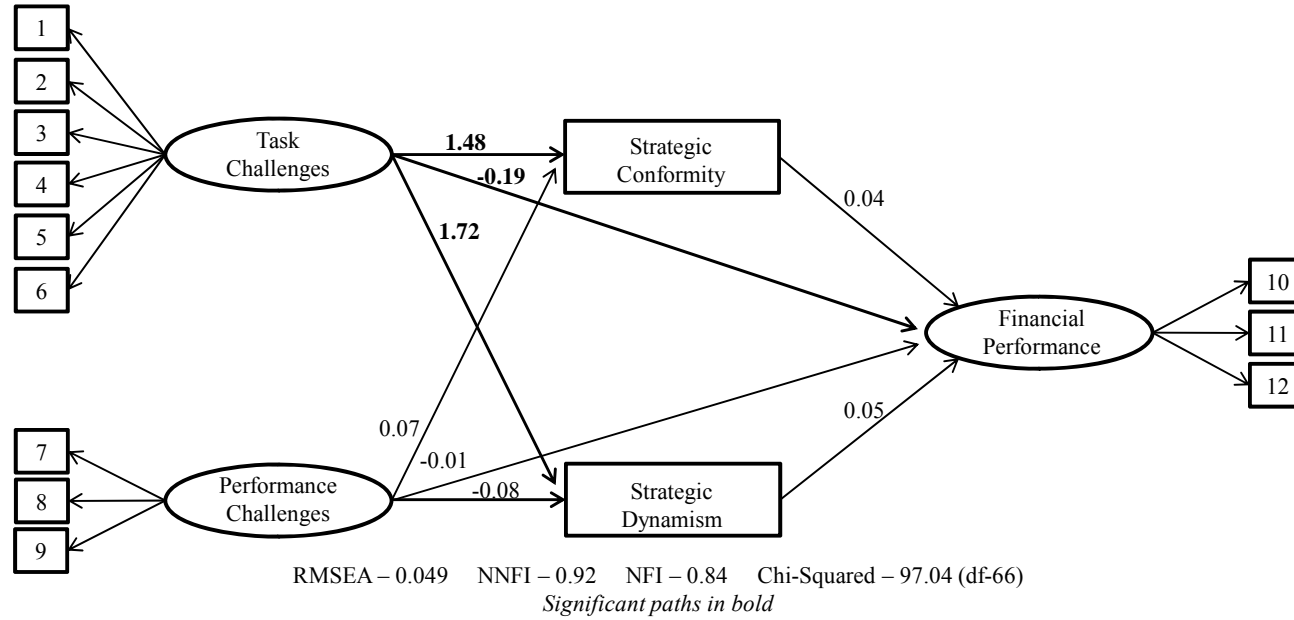 1
2
3
4
5
6
Task
Challenges
1.48
-0.19
1.72
Strategic
Conformity
0.04
Financial
Performance
10
11
12
0.05
0.07
-0.01
-0.08
7
8
9
Performance
Challenges
Strategic
Dynamism
RMSEA – 0.049 NNFI – 0.92 NFI – 0.84 Chi-Squared – 97.04 (df-66)
Significant paths in bold